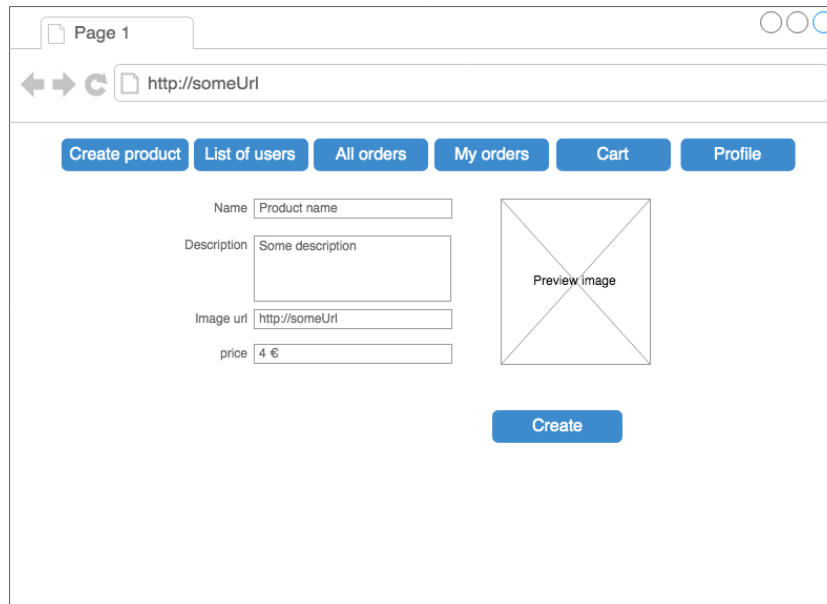 Page 1
http://someUrl
Create product List of users All orders My orders Cart Profile
Name Product name
Description Some description
Image url http://someUrl
price 4 €
Preview image
Create